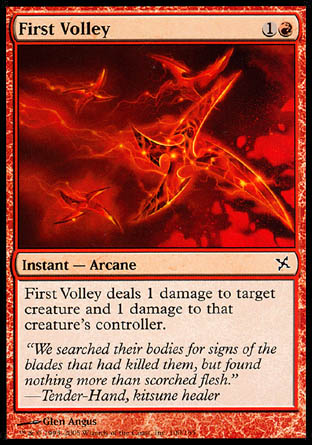 First Volley 1
Instant — Arcane
First Volley deals 1 damage to target
creature and 1 damage to that
creature's controller.
"We searched their bodies for signs of the
blades that had killed them, but found
nothing more than scorched flesh."
—Tender-Hand, kitsune healer
Glen Angus